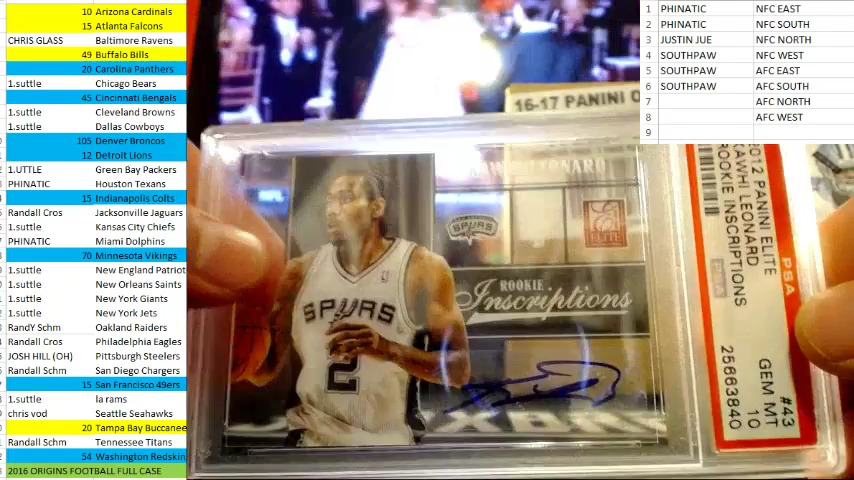 10 Arizona Cardinals
15 Atlanta Falcons
CHRIS GLASS Baltimore Ravens
49 Buffalo Bills
20 Carolina Panthers
1.suttle Chicago Bears
45 Cincinnati Bengals
1.suttle Cleveland Browns
1.suttle Dallas Cowboys
105 Denver Broncos
12 Detroit Lions
1.UTTLE Green Bay Packers
PHINATIC Houston Texans
15 Indianapolis Colts
Randall Cros Jacksonville Jaguars
1.suttle Kansas City Chiefs
PHINATIC Miami Dolphins
70 Minnesota Vikings
1.suttle New England Patriot
1.suttle New Orleans Saints
1.suttle New York Giants
1.suttle New York Jets
RandY Schm Oakland Raiders
Randall Cros Philadelphia Eagles
JOSH HILL (OH) Pittsburgh Steelers
Randall Schm San Diego Chargers
15 San Francisco 49ers
1.suttle la rams
chris vod Seattle Seahawks
20 Tampa Bay Buccanee
Randall Schm Tennessee Titans
54 Washington Redskin
2016 ORIGINS FOOTBALL FULL CASE
1 PHINATIC NFC EAST
2 PHINATIC NFC SOUTH
3 JUSTIN JUE NFC NORTH
4 SOUTHPAW NFC WEST
5 SOUTHPAW AFC EAST
6 SOUTHPAW AFC SOUTH
7 AFC NORTH
8 AFC WEST
9
16-17 PANINI O
SPURS
ELITE
ROOKIE
Inscriptions
SPURS
2
2012 PANINI ELITE
KAWHI LEONARD
ROOKIE INSCRIPTIONS
PSA
#43
GEM MT
10
25663840